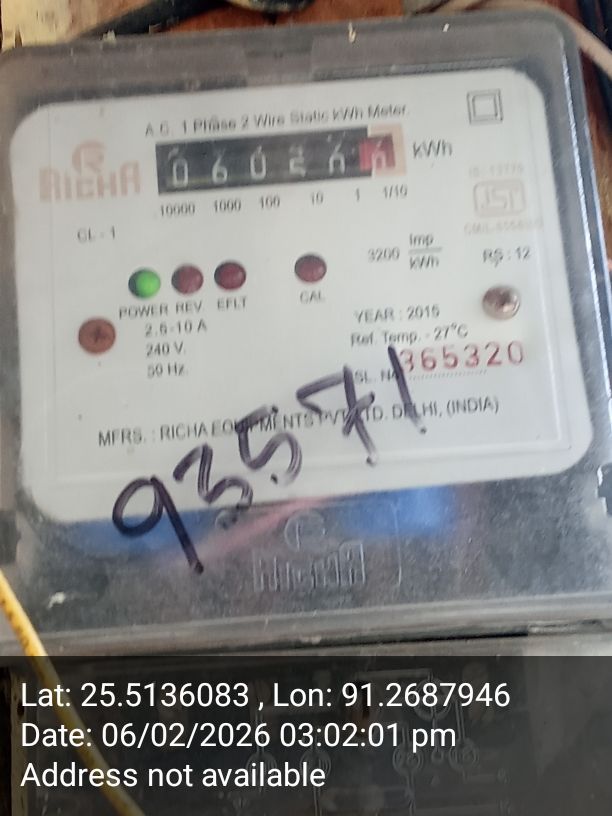 A.C. 1 Phase 2 Wire Static kWh Meter.
RICHA
kWh
10000 1000 100 10 1 1/10
CL - 1
3200 Imp/kWh
RS : 12
POWER REV EFLT CAL
2.5-10 A
240 V.
50 Hz.
YEAR : 2015
Ref. Temp. - 27°C
SL. No. 365320
MFRS. : RICHA EQUIPMENTS PVT. LTD. DELHI, (INDIA)
93571
RICHA
Lat: 25.5136083 , Lon: 91.2687946
Date: 06/02/2026 03:02:01 pm
Address not available